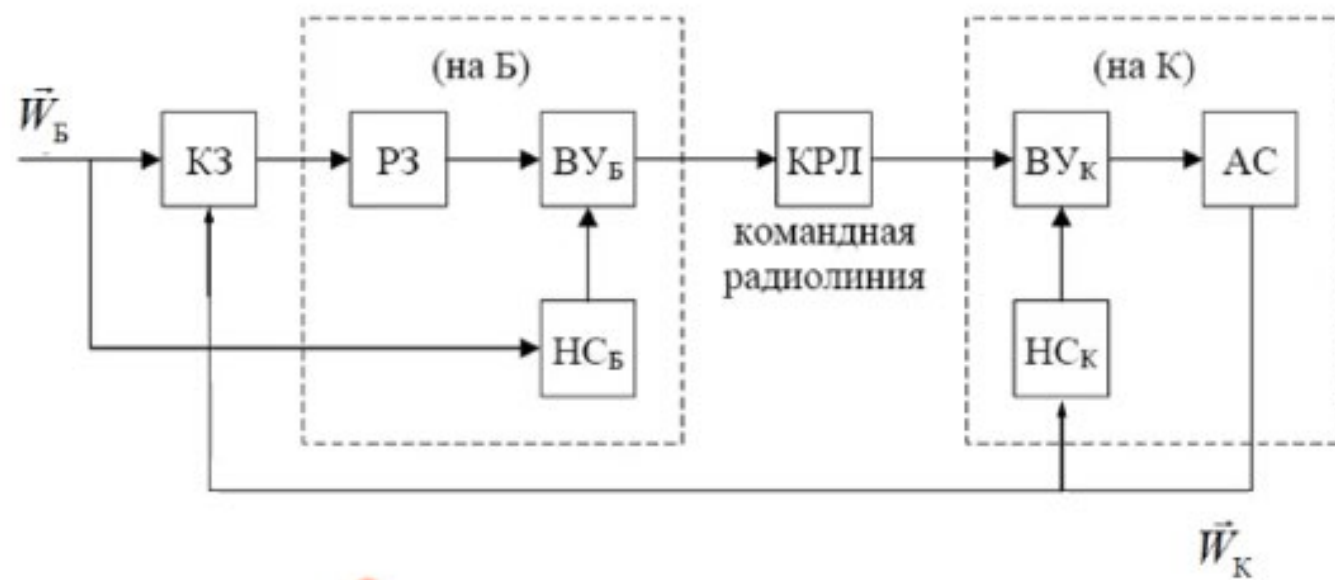 (на Б)
(на К)
W⃗Б
КЗ
РЗ
ВУБ
КРЛ
ВУК
АС
командная
радиолиния
НСБ
НСК
W⃗К